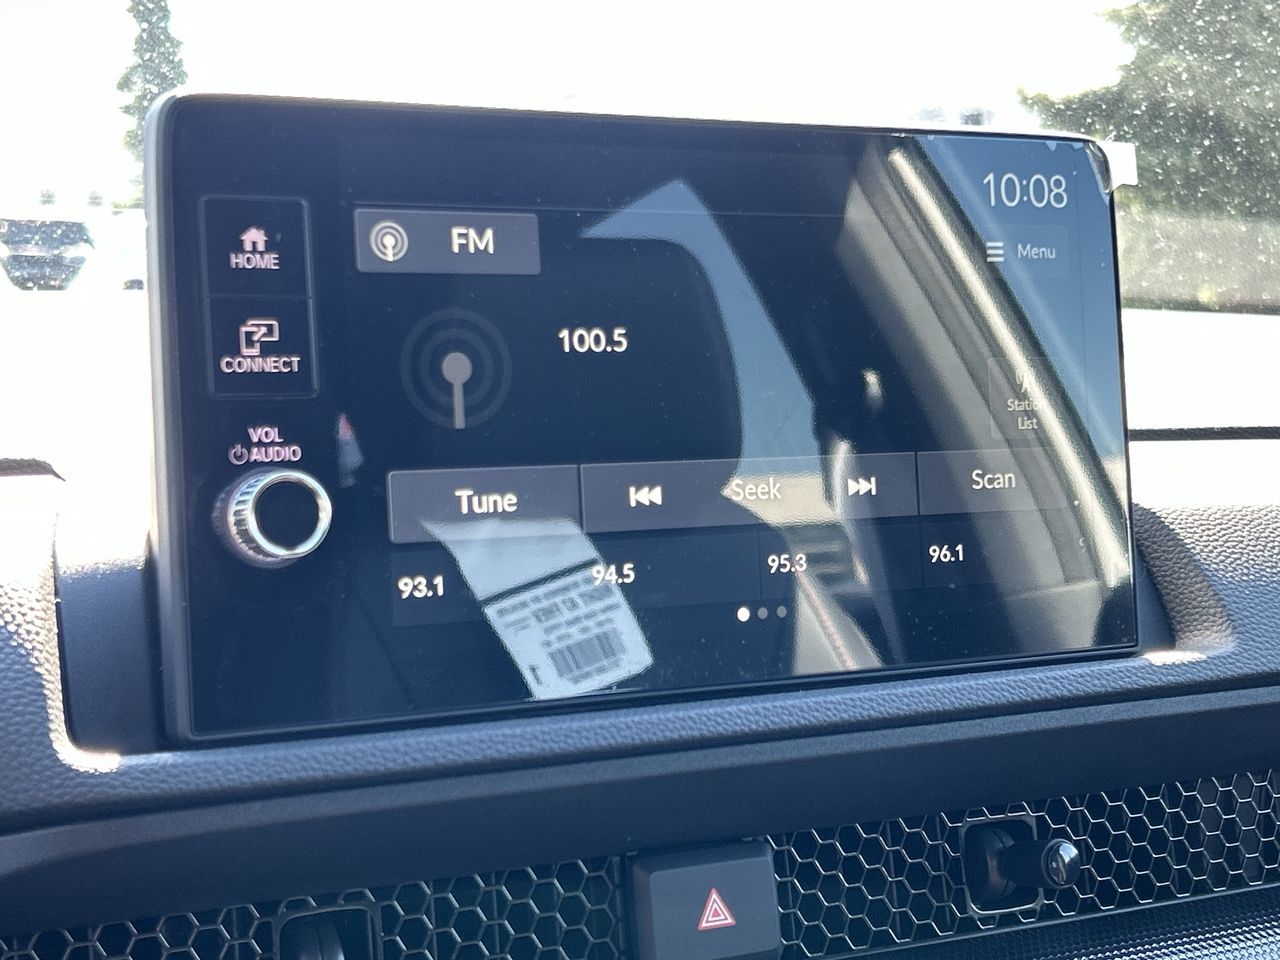 10:08
HOME
FM
Menu
CONNECT
100.5
Station
List
VOL
AUDIO
Tune
Seek
Scan
93.1
94.5
95.3
96.1